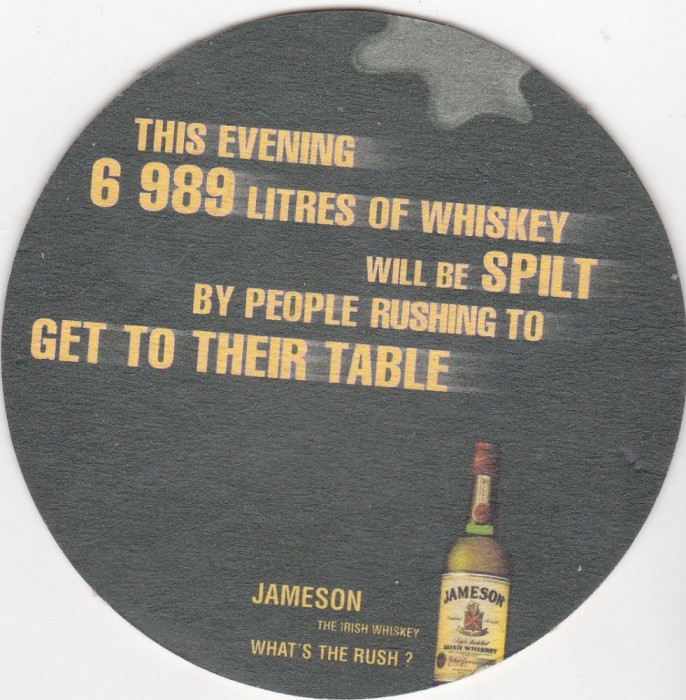 THIS EVENING
6 989 LITRES OF WHISKEY
WILL BE SPILT
BY PEOPLE RUSHING TO
GET TO THEIR TABLE
JAMESON
THE IRISH WHISKEY
WHAT'S THE RUSH ?
JAMESON
IRISH WHISKEY